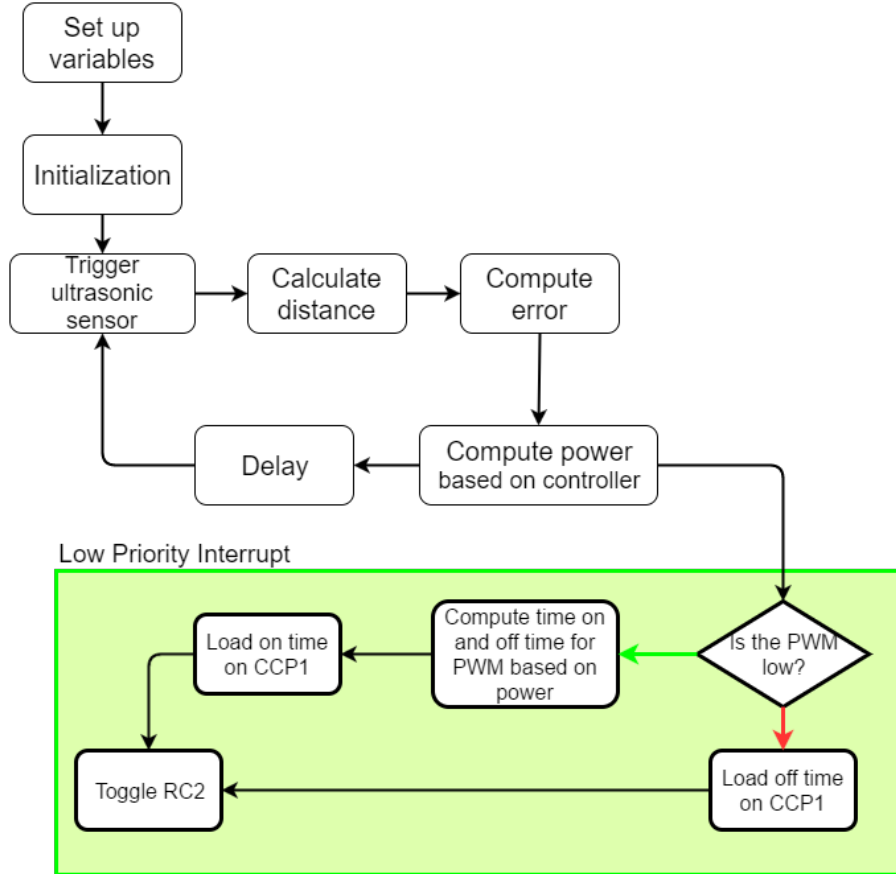 Set up
variables
Initialization
Trigger
ultrasonic
sensor
Calculate
distance
Compute
error
Delay
Compute power
based on controller
Low Priority Interrupt
Load on time
on CCP1
Compute time on
and off time for
PWM based on
power
Is the PWM
low?
Toggle RC2
Load off time
on CCP1